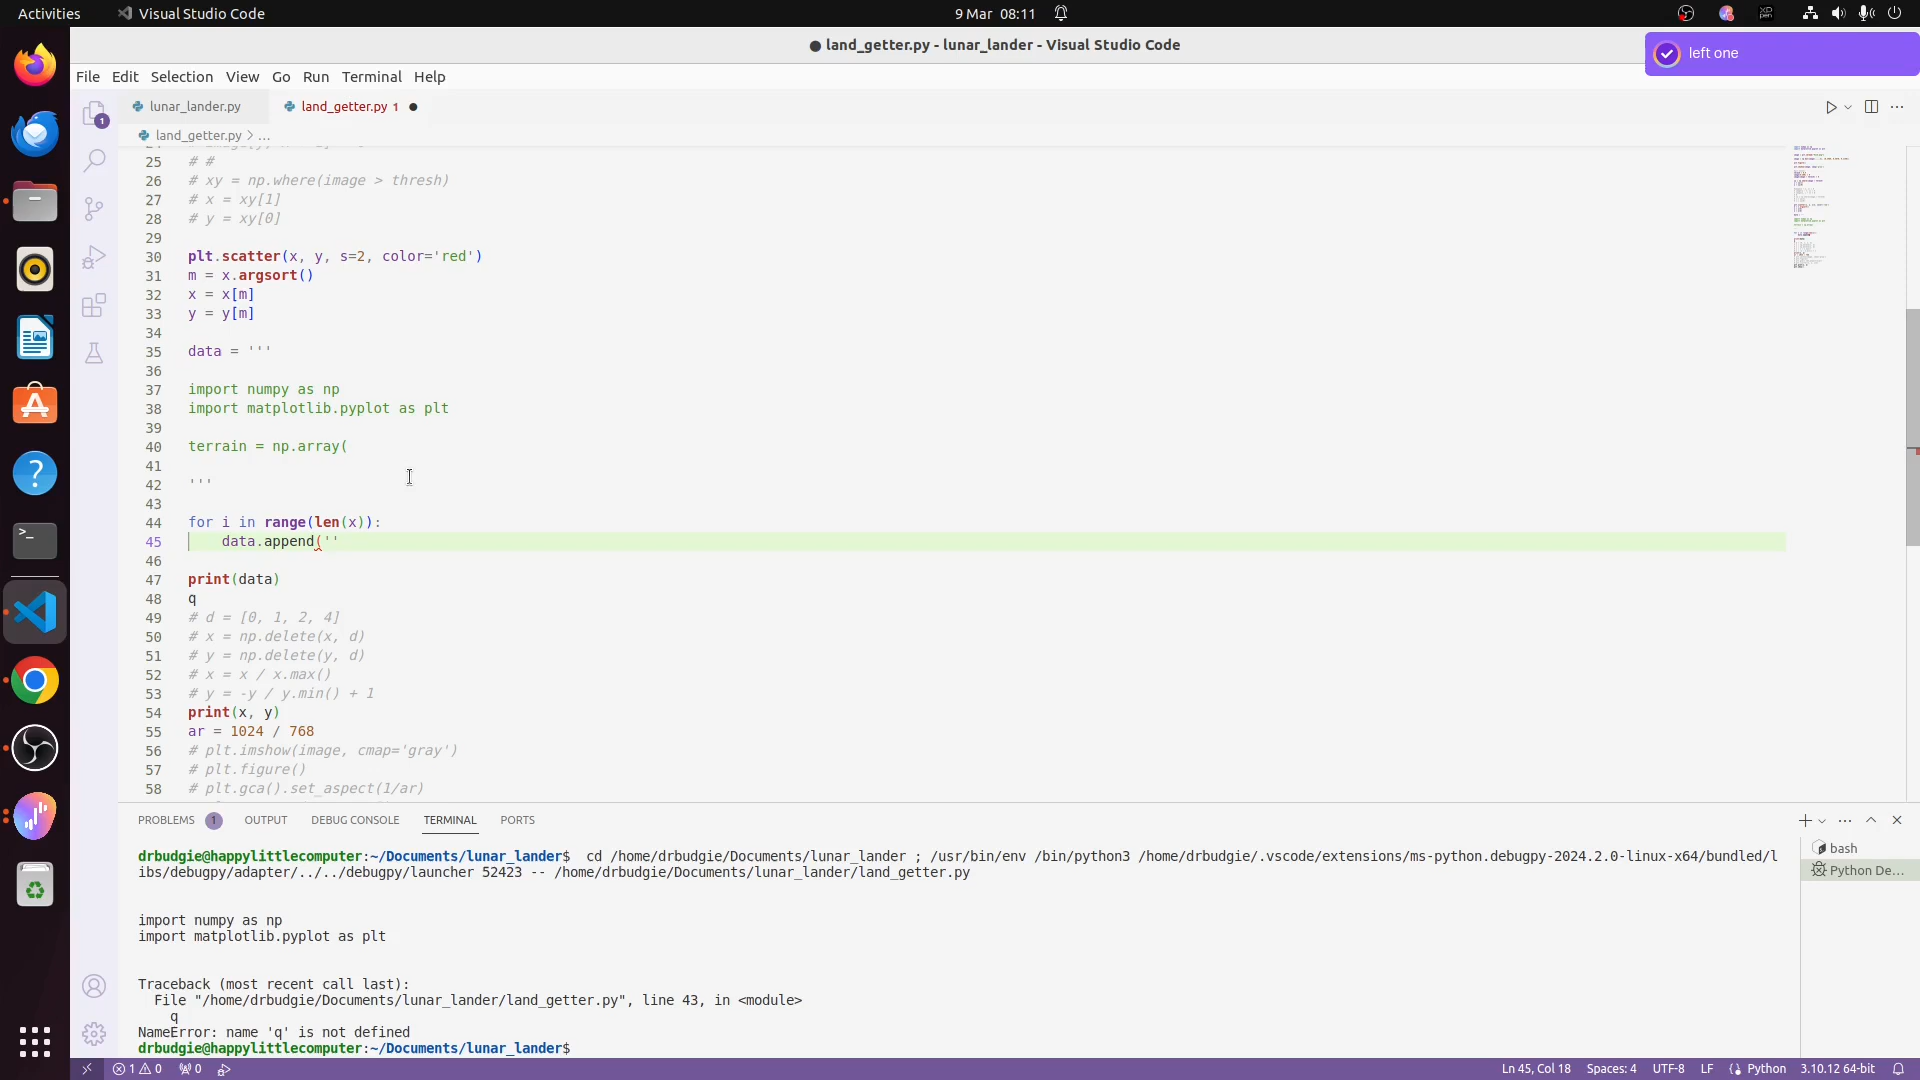 Activities
Visual Studio Code
9 Mar 08:11
● land_getter.py - lunar_lander - Visual Studio Code
left one
File Edit Selection View Go Run Terminal Help
lunar_lander.py
land_getter.py 1
land_getter.py > ...
25 # #
26 # xy = np.where(image > thresh)
27 # x = xy[1]
28 # y = xy[0]
29
30 plt.scatter(x, y, s=2, color='red')
31 m = x.argsort()
32 x = x[m]
33 y = y[m]
34
35 data = '''
36
37 import numpy as np
38 import matplotlib.pyplot as plt
39
40 terrain = np.array(
41
42 '''
43
44 for i in range(len(x)):
45     data.append(''
46
47 print(data)
48 q
49 # d = [0, 1, 2, 4]
50 # x = np.delete(x, d)
51 # y = np.delete(y, d)
52 # x = x / x.max()
53 # y = -y / y.min() + 1
54 print(x, y)
55 ar = 1024 / 768
56 # plt.imshow(image, cmap='gray')
57 # plt.figure()
58 # plt.gca().set_aspect(1/ar)
PROBLEMS 1 OUTPUT DEBUG CONSOLE TERMINAL PORTS
bash
Python De...
drbudgie@happylittlecomputer:~/Documents/lunar_lander$  cd /home/drbudgie/Documents/lunar_lander ; /usr/bin/env /bin/python3 /home/drbudgie/.vscode/extensions/ms-python.debugpy-2024.2.0-linux-x64/bundled/l
ibs/debugpy/adapter/../../debugpy/launcher 52423 -- /home/drbudgie/Documents/lunar_lander/land_getter.py
import numpy as np
import matplotlib.pyplot as plt
Traceback (most recent call last):
  File "/home/drbudgie/Documents/lunar_lander/land_getter.py", line 43, in <module>
    q
NameError: name 'q' is not defined
drbudgie@happylittlecomputer:~/Documents/lunar_lander$
1 0 0 Ln 45, Col 18 Spaces: 4 UTF-8 LF Python 3.10.12 64-bit